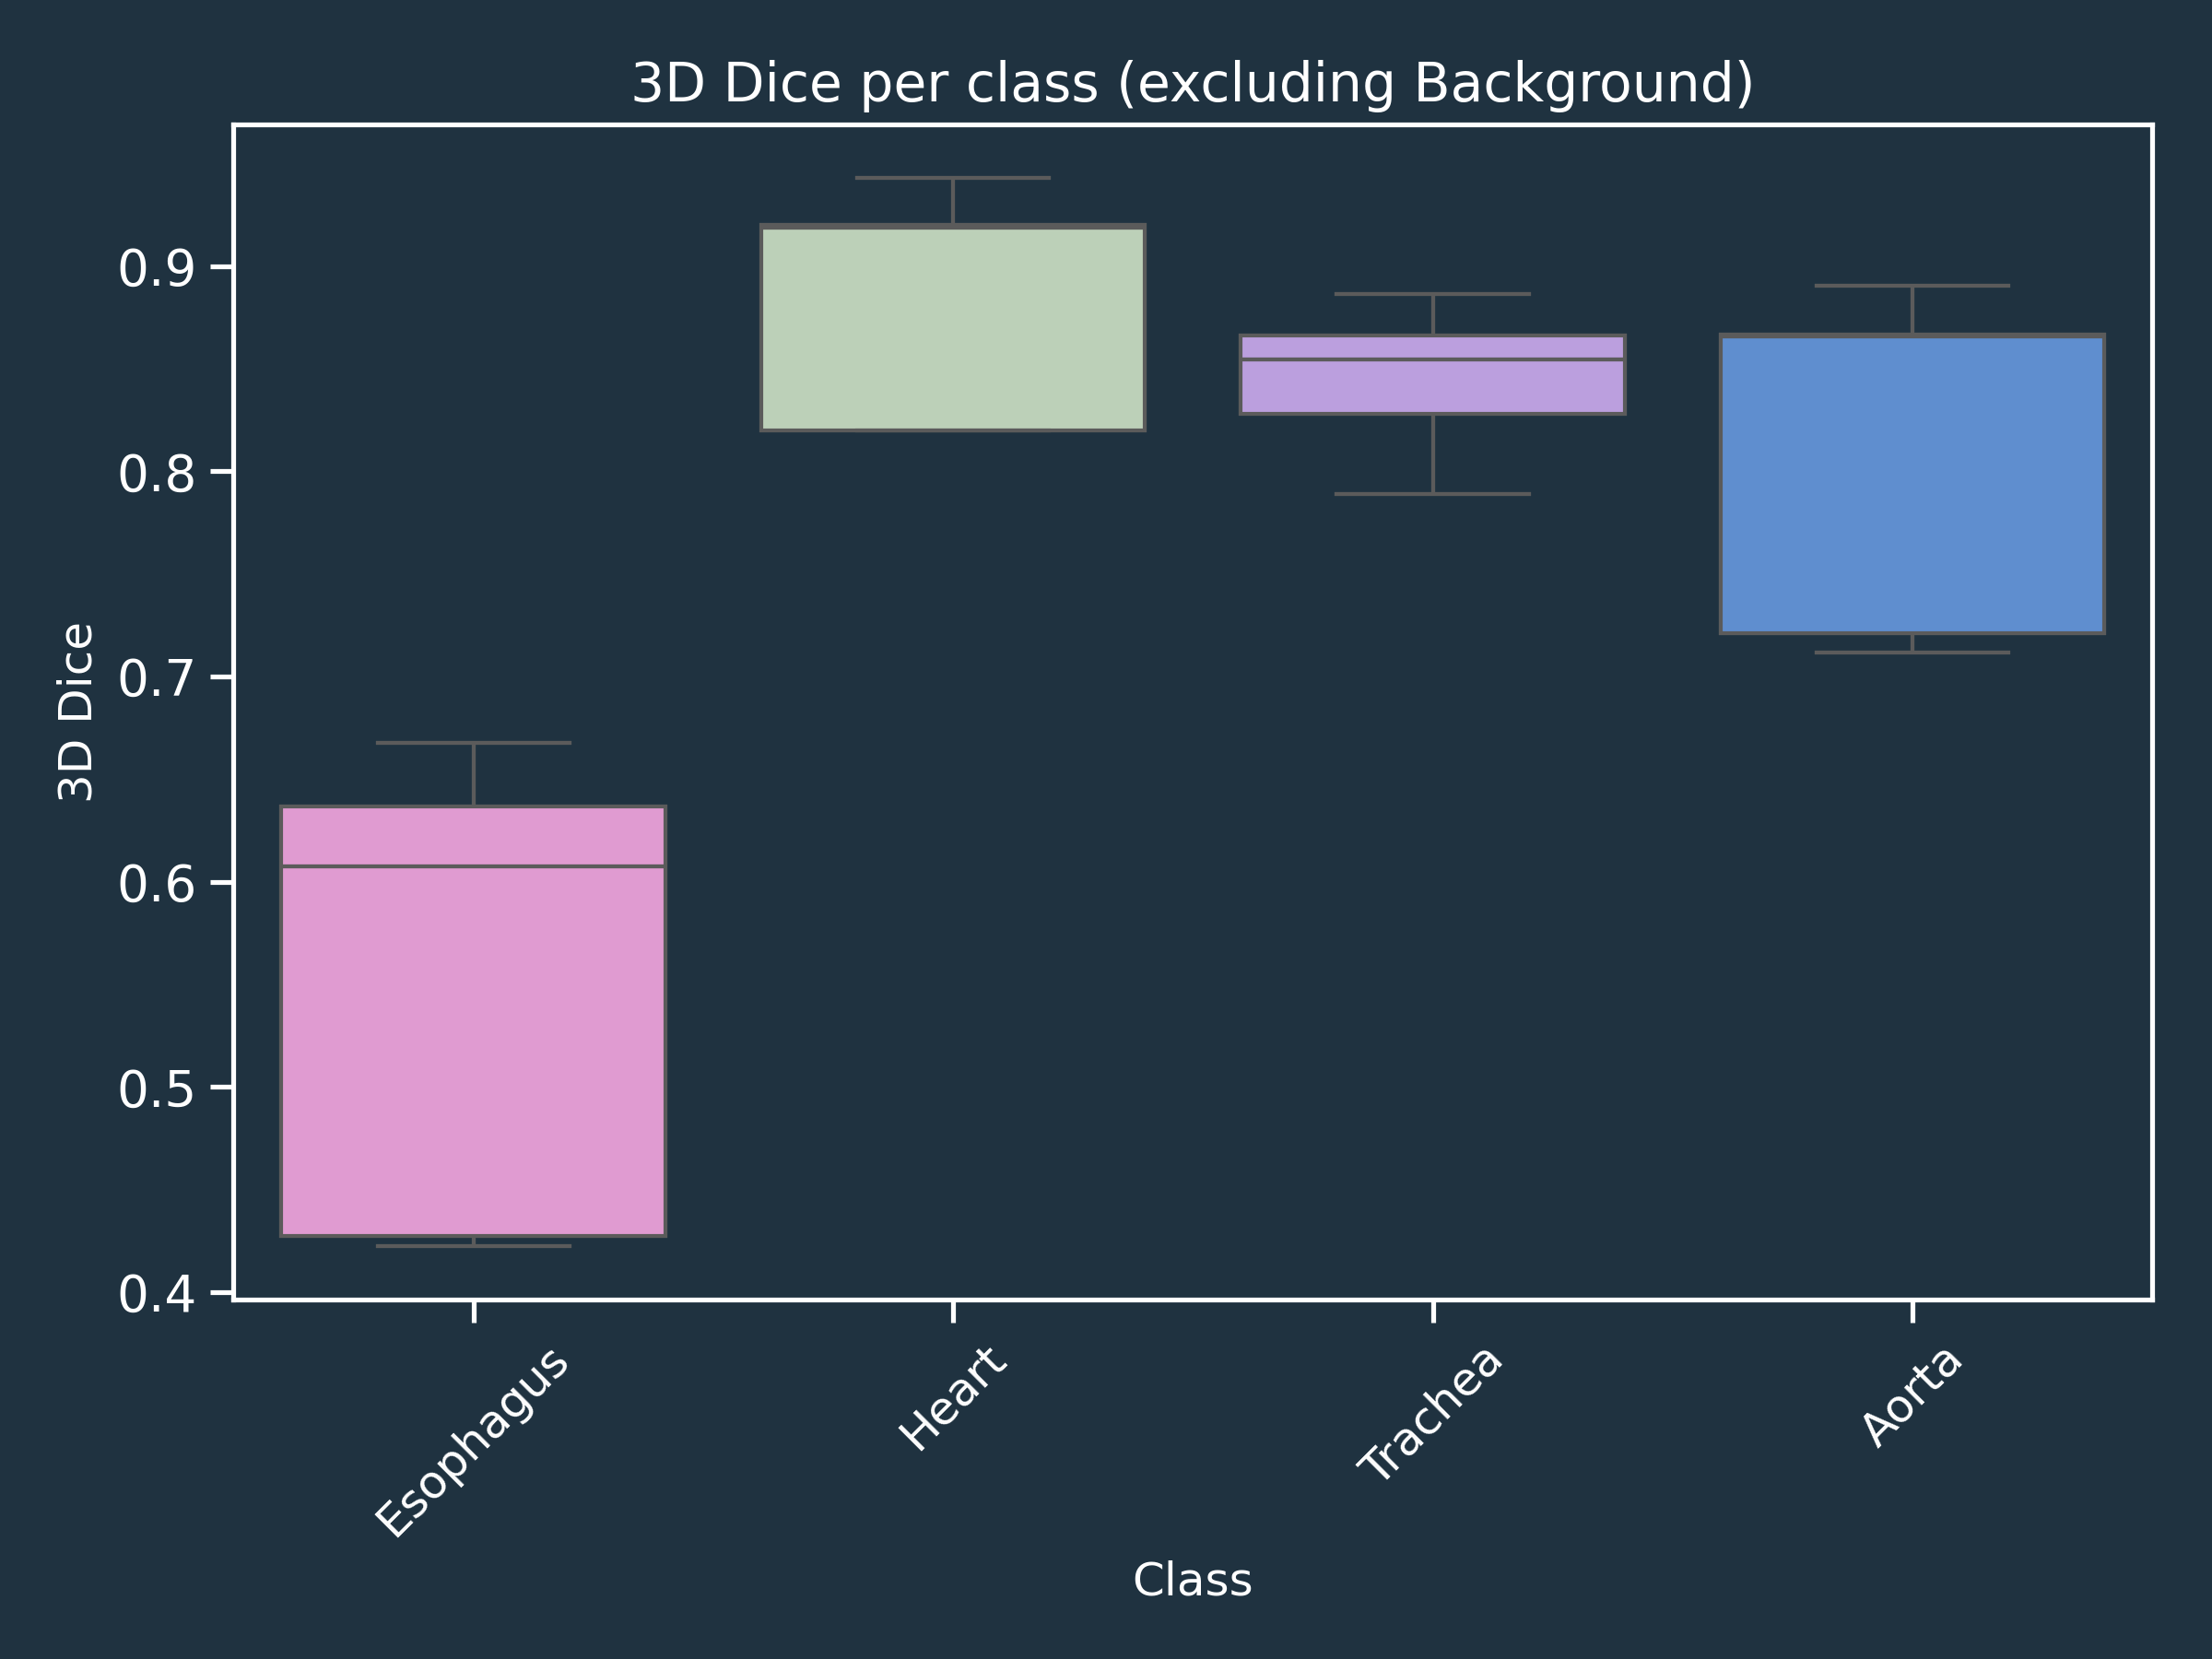 3D Dice per class (excluding Background)
3D Dice
0.9
0.8
0.7
0.6
0.5
0.4
Esophagus
Heart
Trachea
Aorta
Class